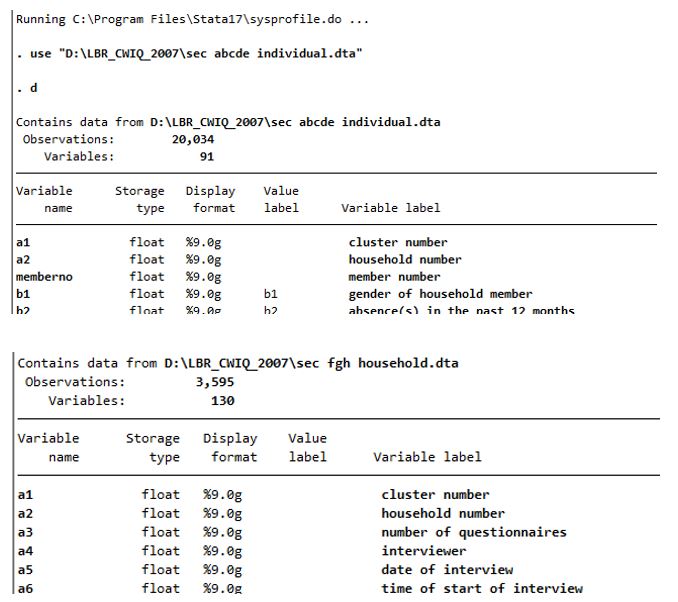 Running C:\Program Files\Stata17\sysprofile.do ...
. use "D:\LBR_CWIQ_2007\sec abcde individual.dta"
. d
Contains data from D:\LBR_CWIQ_2007\sec abcde individual.dta
Observations: 20,034
Variables: 91
Variable Storage Display Value
name type format label Variable label
a1 float %9.0g cluster number
a2 float %9.0g household number
memberno float %9.0g member number
b1 float %9.0g b1 gender of household member
b2 float %9.0g b2 absence(s) in the past 12 months
Contains data from D:\LBR_CWIQ_2007\sec fgh household.dta
Observations: 3,595
Variables: 130
Variable Storage Display Value
name type format label Variable label
a1 float %9.0g cluster number
a2 float %9.0g household number
a3 float %9.0g number of questionnaires
a4 float %9.0g interviewer
a5 float %9.0g date of interview
a6 float %9.0g time of start of interview